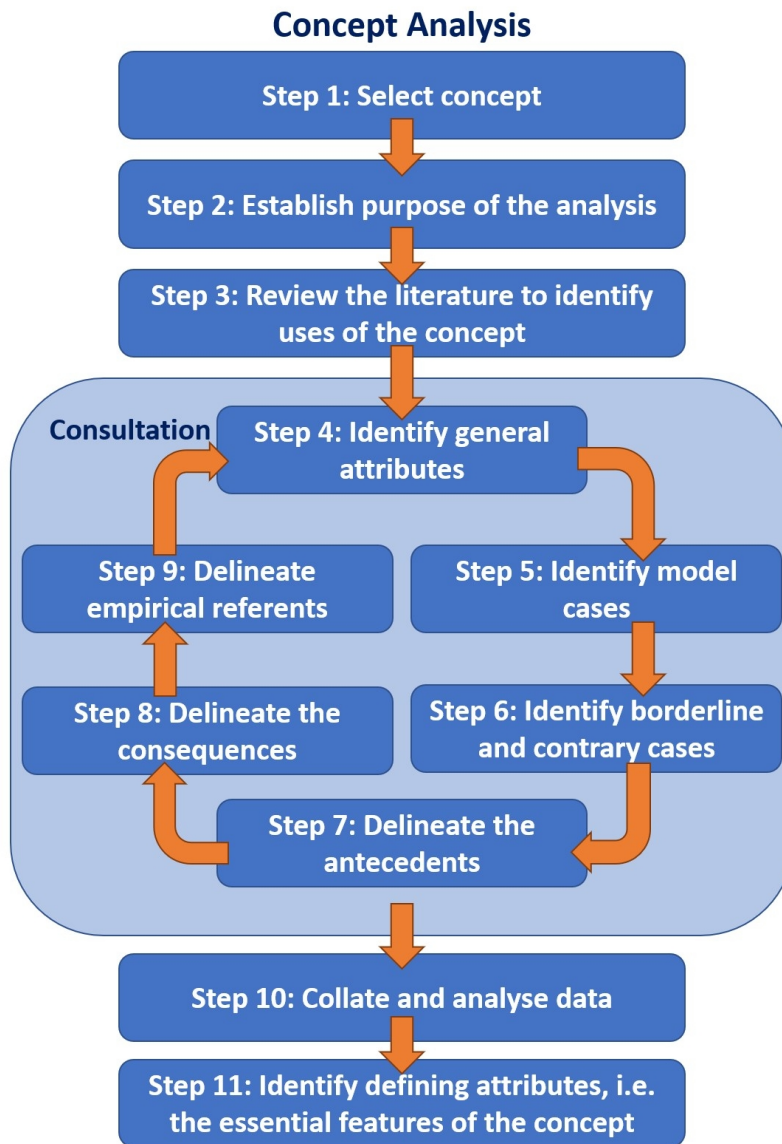 Concept Analysis
Step 1: Select concept
Step 2: Establish purpose of the analysis
Step 3: Review the literature to identify
uses of the concept
Consultation
Step 4: Identify general
attributes
Step 5: Identify model
cases
Step 6: Identify borderline
and contrary cases
Step 7: Delineate the
antecedents
Step 8: Delineate the
consequences
Step 9: Delineate
empirical referents
Step 10: Collate and analyse data
Step 11: Identify defining attributes, i.e.
the essential features of the concept